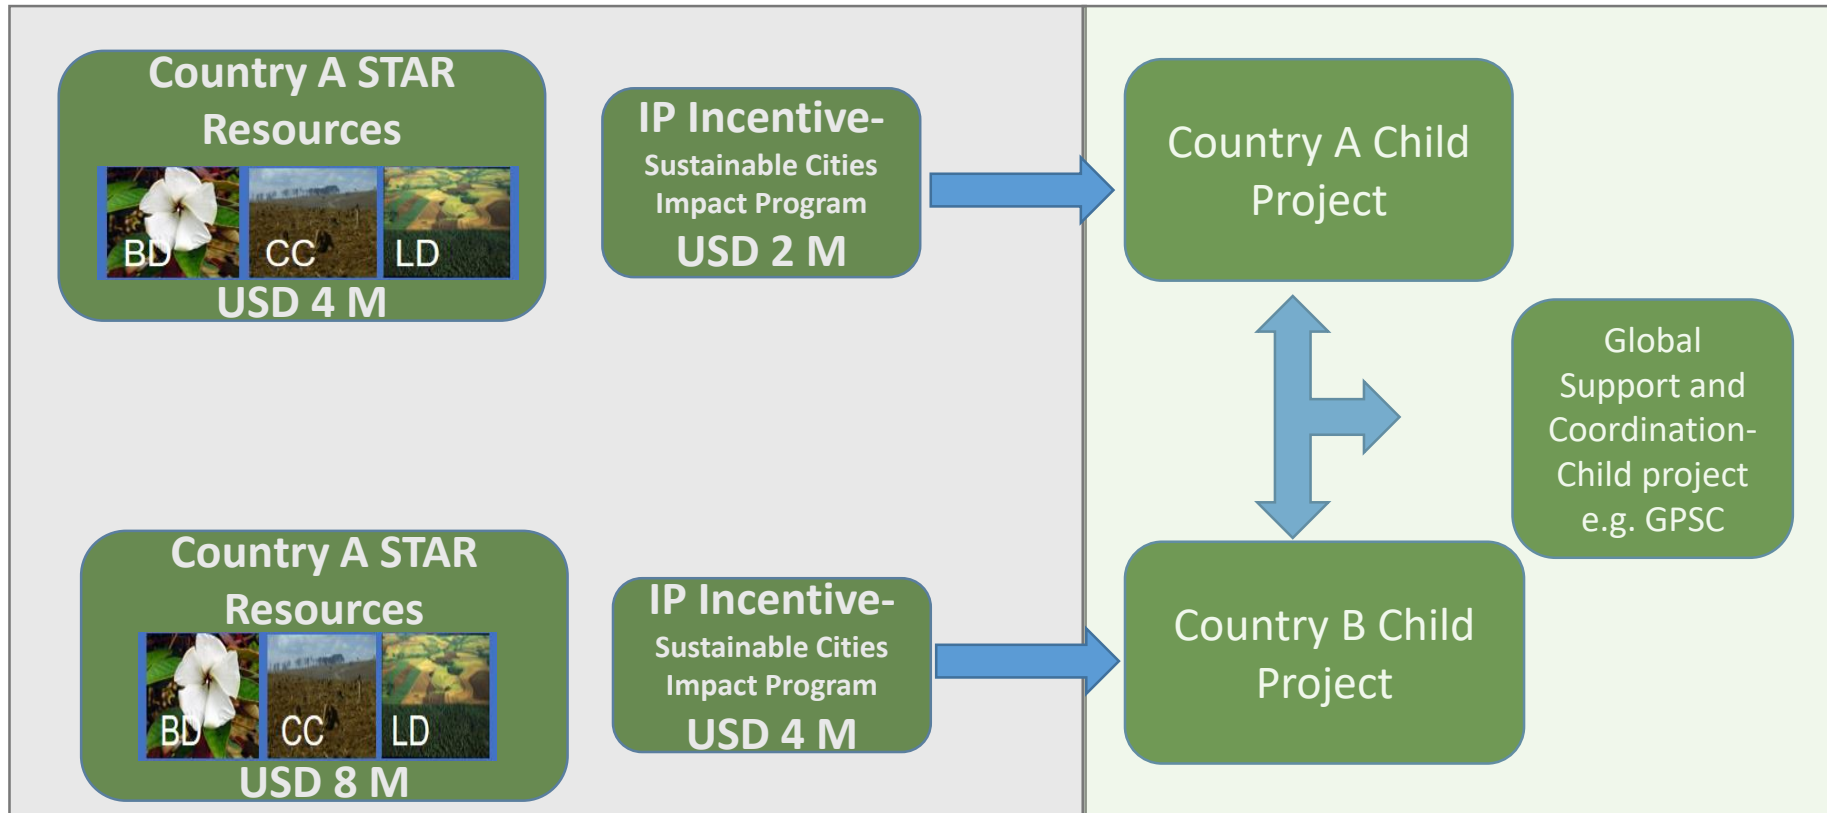 Country A STAR
Resources
BD
CC
LD
USD 4 M
IP Incentive-
Sustainable Cities
Impact Program
USD 2 M
Country A Child
Project
Global
Support and
Coordination-
Child project
e.g. GPSC
Country A STAR
Resources
BD
CC
LD
USD 8 M
IP Incentive-
Sustainable Cities
Impact Program
USD 4 M
Country B Child
Project